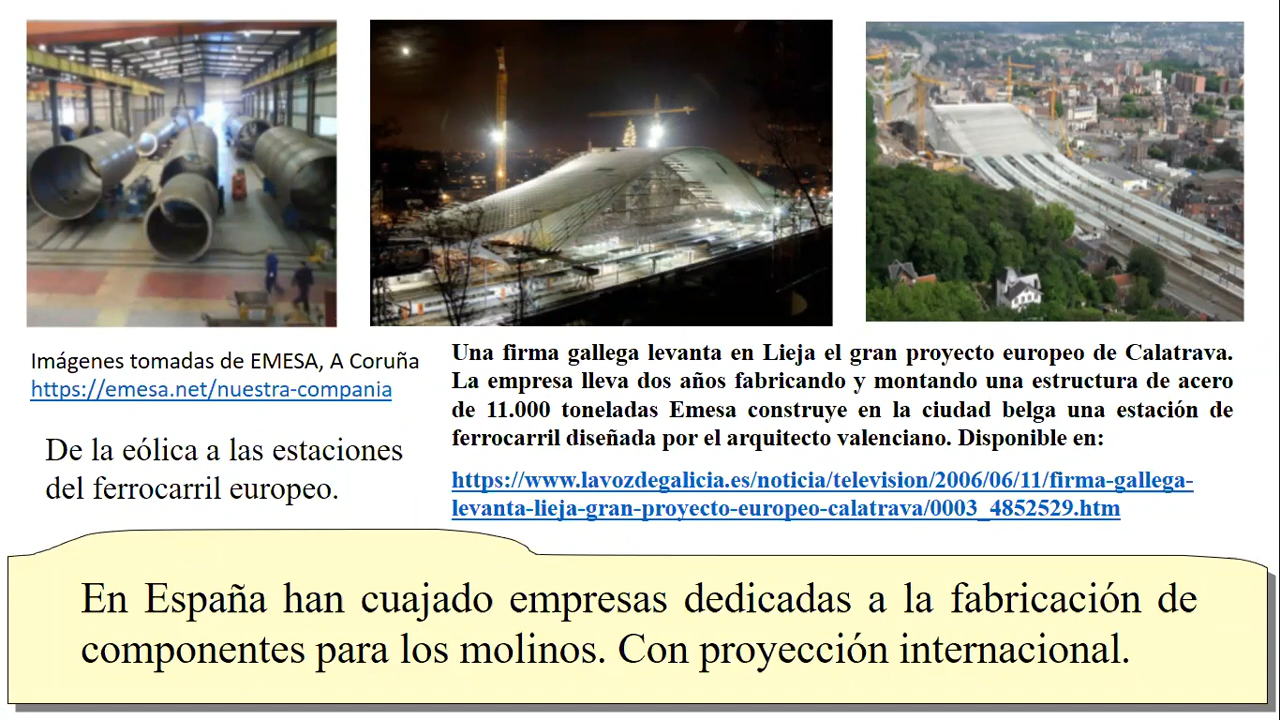 Imágenes tomadas de EMESA, A Coruña
https://emesa.net/nuestra-compania
De la eólica a las estaciones
del ferrocarril europeo.
Una firma gallega levanta en Lieja el gran proyecto europeo de Calatrava.
La empresa lleva dos años fabricando y montando una estructura de acero
de 11.000 toneladas Emesa construye en la ciudad belga una estación de
ferrocarril diseñada por el arquitecto valenciano. Disponible en:
https://www.lavozdegalicia.es/noticia/television/2006/06/11/firma-gallega-
levanta-lieja-gran-proyecto-europeo-calatrava/0003_4852529.htm
En España han cuajado empresas dedicadas a la fabricación de
componentes para los molinos. Con proyección internacional.